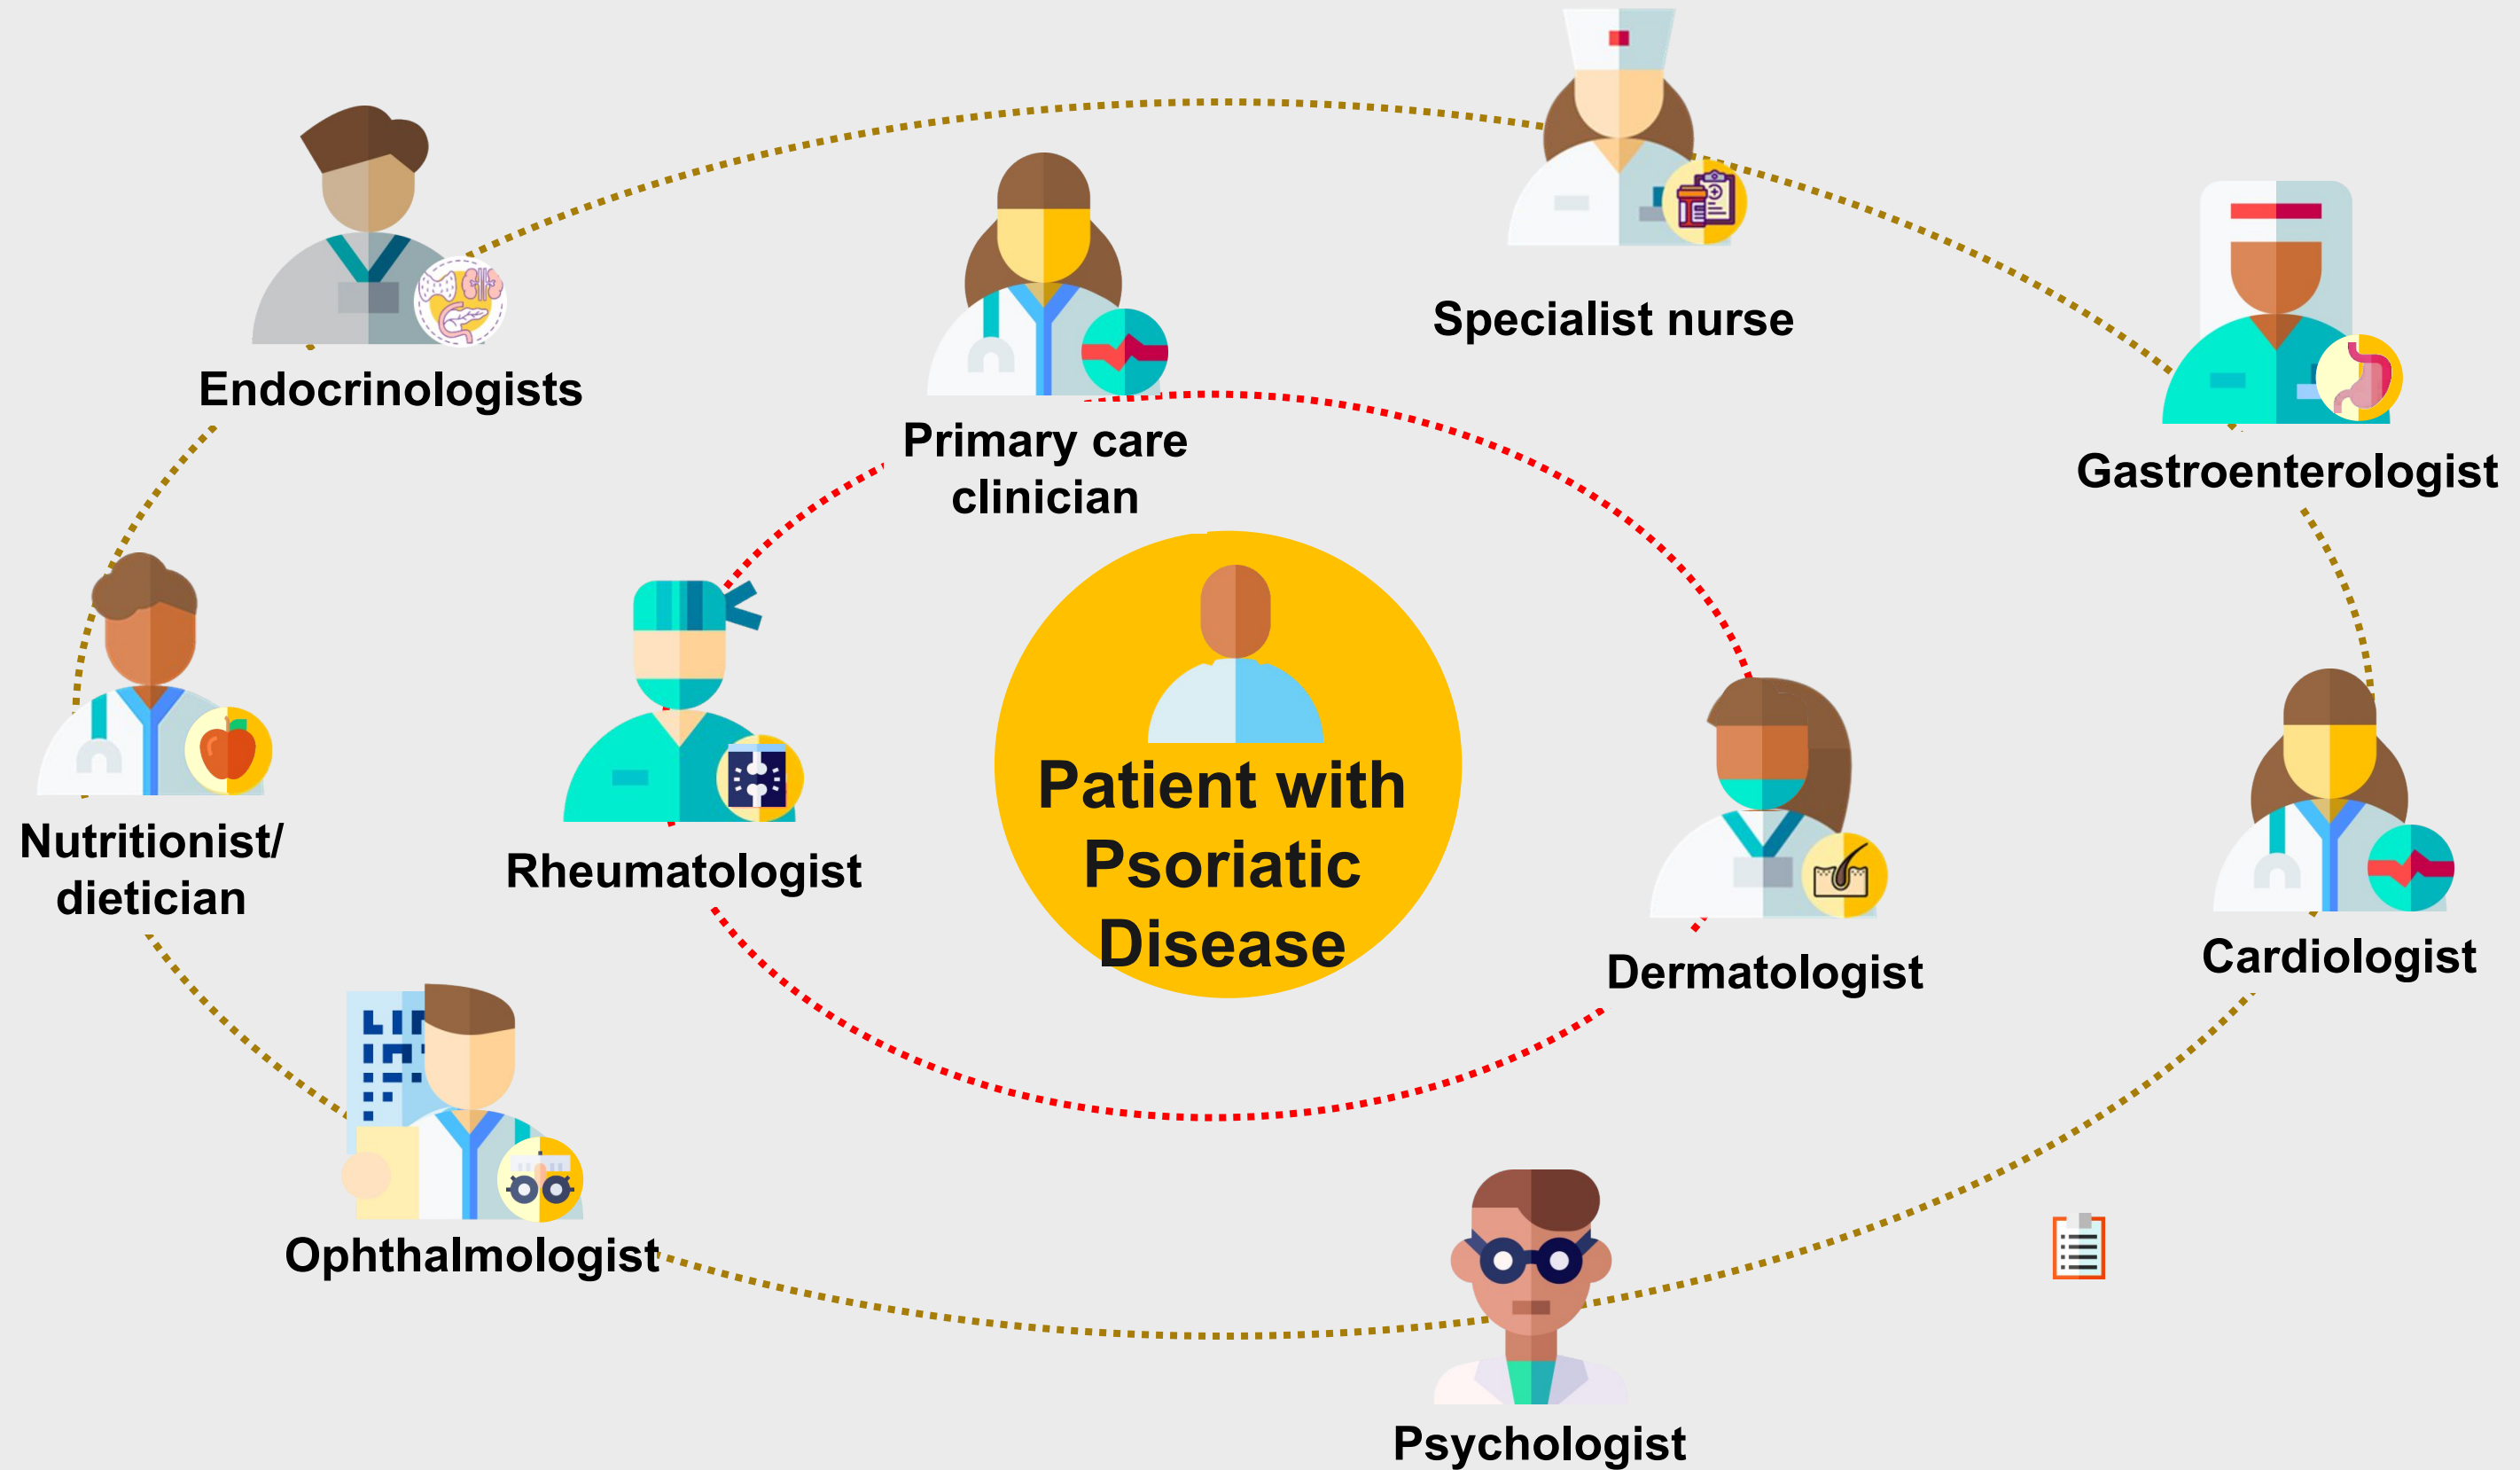 Specialist nurse
Endocrinologists
Primary care
clinician
Gastroenterologist
Patient with
Psoriatic
Disease
Nutritionist/
dietician
Rheumatologist
Dermatologist
Cardiologist
Ophthalmologist
Psychologist